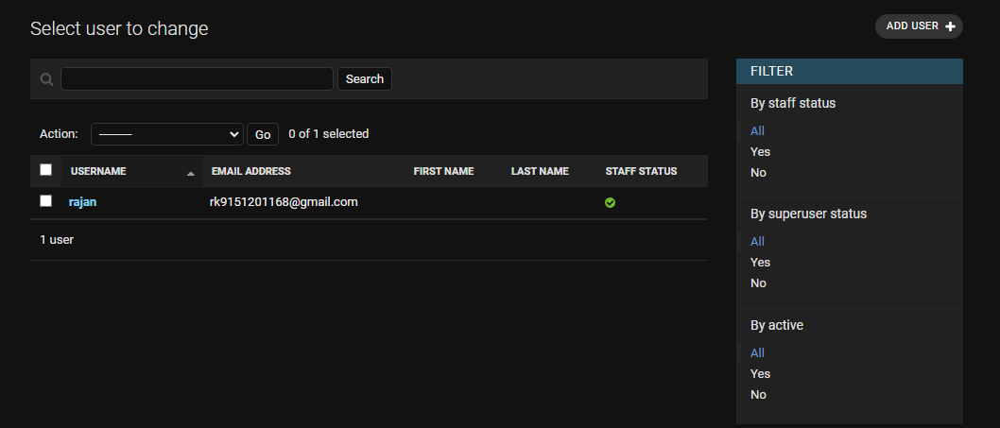 Select user to change
ADD USER +
Search
Action: --------- Go 0 of 1 selected
USERNAME EMAIL ADDRESS FIRST NAME LAST NAME STAFF STATUS
rajan rk9151201168@gmail.com
1 user
FILTER
By staff status
All
Yes
No
By superuser status
All
Yes
No
By active
All
Yes
No